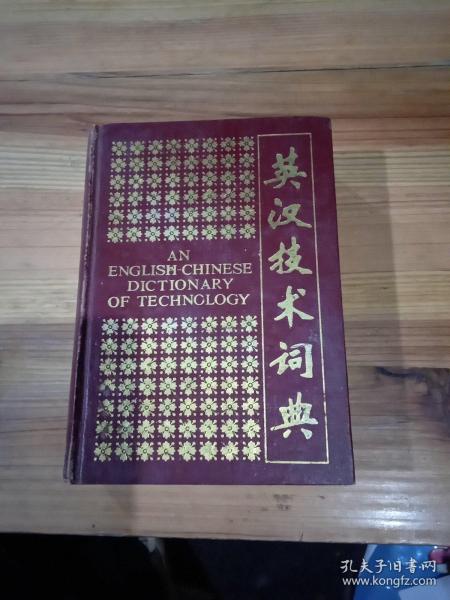 AN
ENGLISH-CHINESE
DICTIONARY
OF TECHNOLOGY
英汉技术词典
孔夫子旧书网
www.kongfz.com